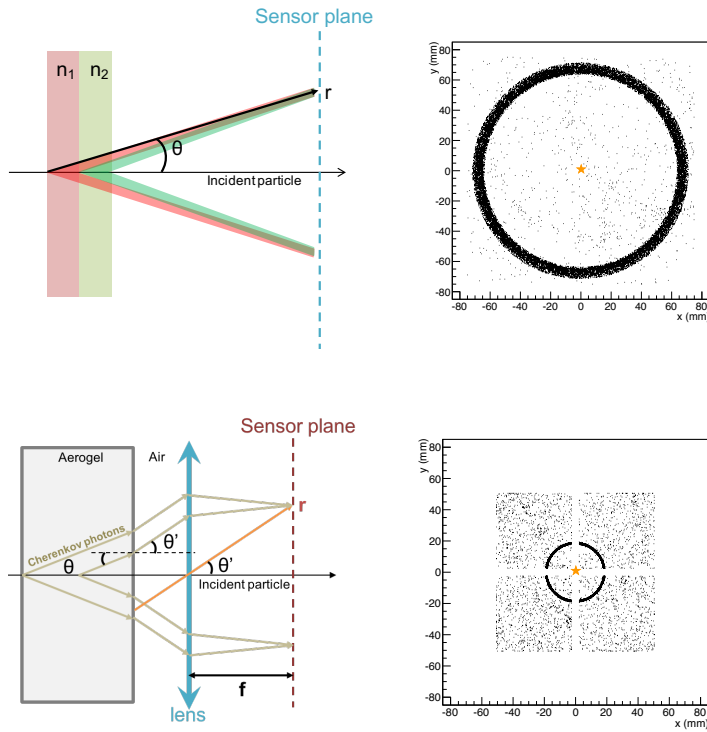 Sensor plane
n1
n2
r
θ
Incident particle
y (mm)
80
60
40
20
0
-20
-40
-60
-80
-80 -60 -40 -20 0 20 40 60 80
x (mm)
Sensor plane
Aerogel
Air
r
Cherenkov photons
θ'
θ
θ'
Incident particle
f
lens
y (mm)
80
60
40
20
0
-20
-40
-60
-80
-80 -60 -40 -20 0 20 40 60 80
x (mm)